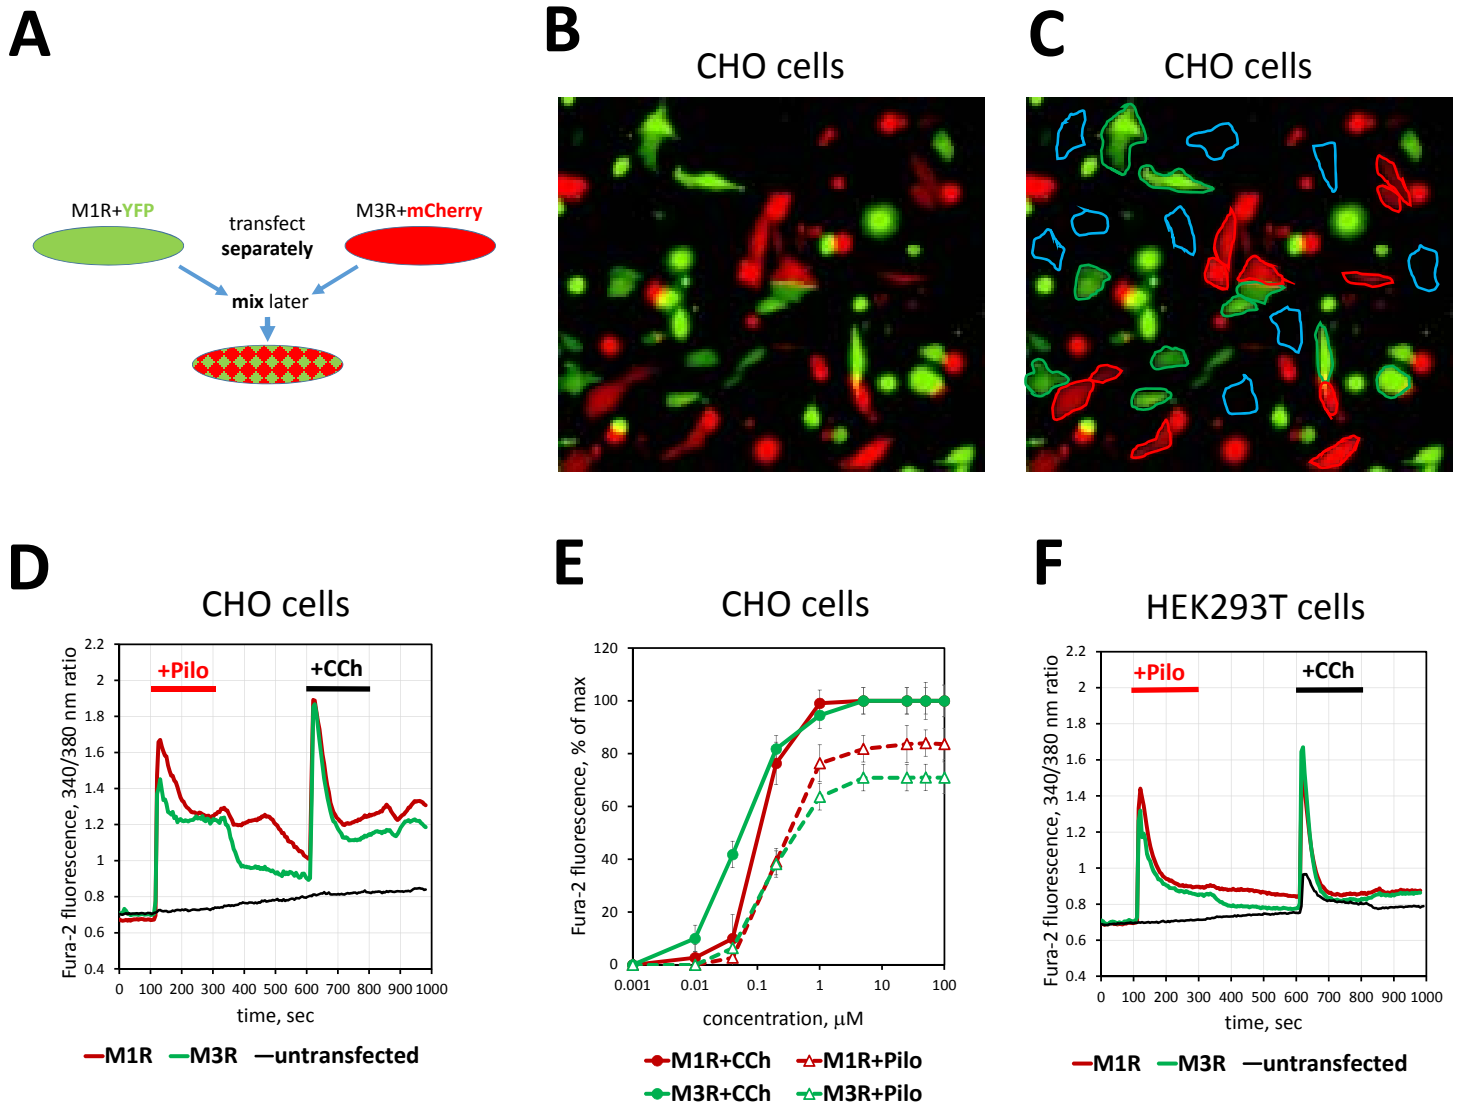 A
M1R+YFP
transfect
separately
M3R+mCherry
mix later
B
CHO cells
C
CHO cells
D
CHO cells
Fura-2 fluorescence, 340/380 nm ratio
2.2
2
1.8
1.6
1.4
1.2
1
0.8
0.6
0.4
+Pilo
+CCh
0 100 200 300 400 500 600 700 800 900 1000
time, sec
M1R M3R untransfected
E
CHO cells
Fura-2 fluorescence, % of max
120
100
80
60
40
20
0
0.001 0.01 0.1 1 10 100
concentration, μM
M1R+CCh M1R+Pilo
M3R+CCh M3R+Pilo
F
HEK293T cells
Fura-2 fluorescence, 340/380 nm ratio
2.2
2
1.8
1.6
1.4
1.2
1
0.8
0.6
0.4
+Pilo
+CCh
0 100 200 300 400 500 600 700 800 900 1000
time, sec
M1R M3R untransfected